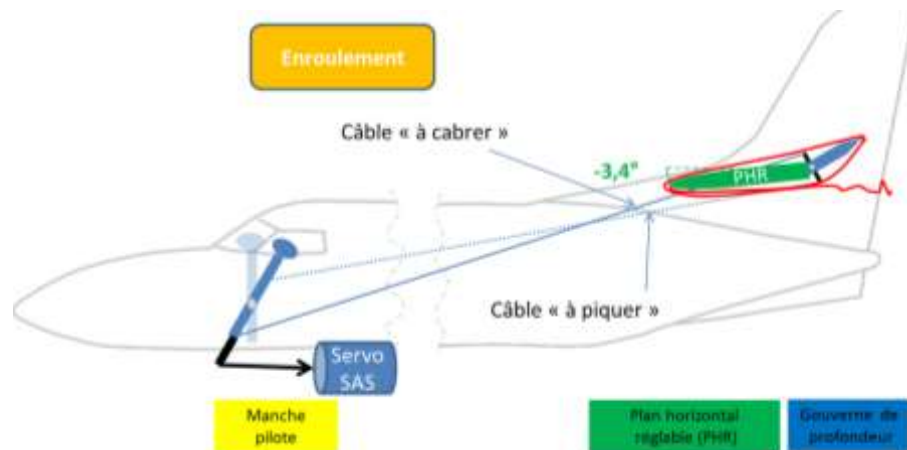 Enroulement
Câble « à cabrer »
-3,4°
PHR
Câble « à piquer »
Servo
SAS
Manche
pilote
Plan horizontal
réglable (PHR)
Gouverne de
profondeur